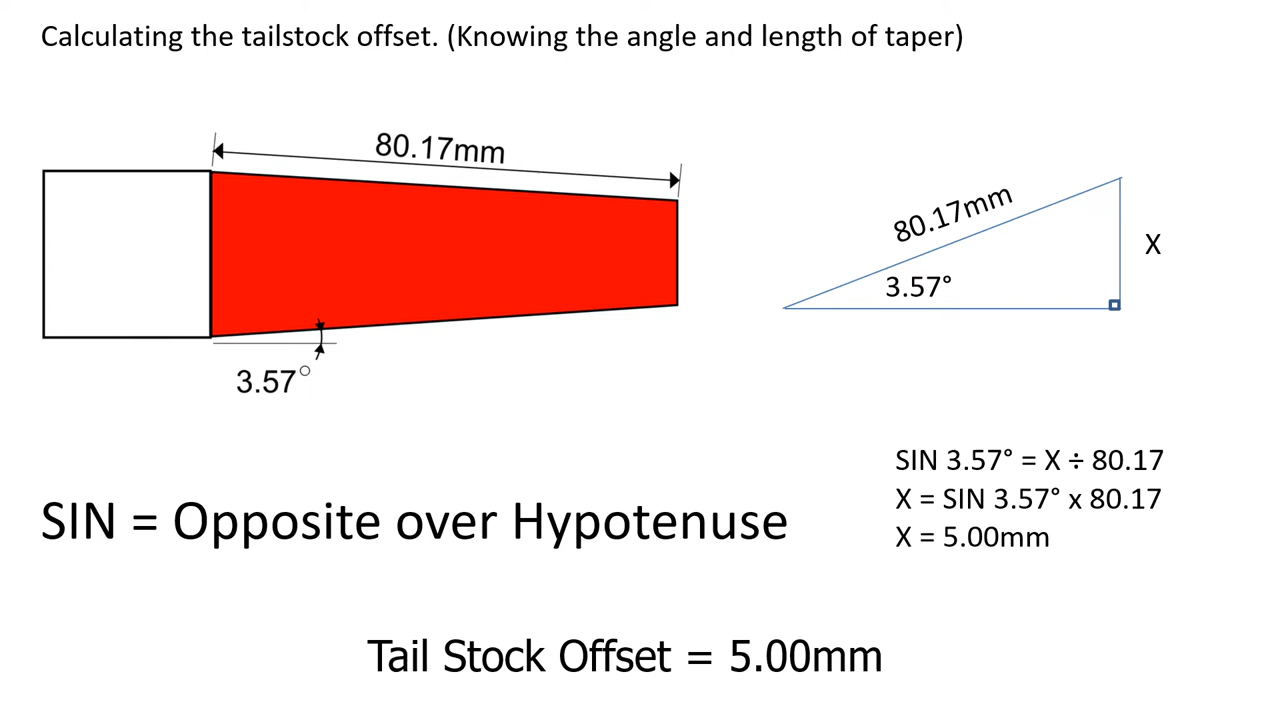 Calculating the tailstock offset. (Knowing the angle and length of taper)
80.17mm
3.57°
80.17mm
3.57°
X
SIN = Opposite over Hypotenuse
SIN 3.57° = X ÷ 80.17
X = SIN 3.57° x 80.17
X = 5.00mm
Tail Stock Offset = 5.00mm